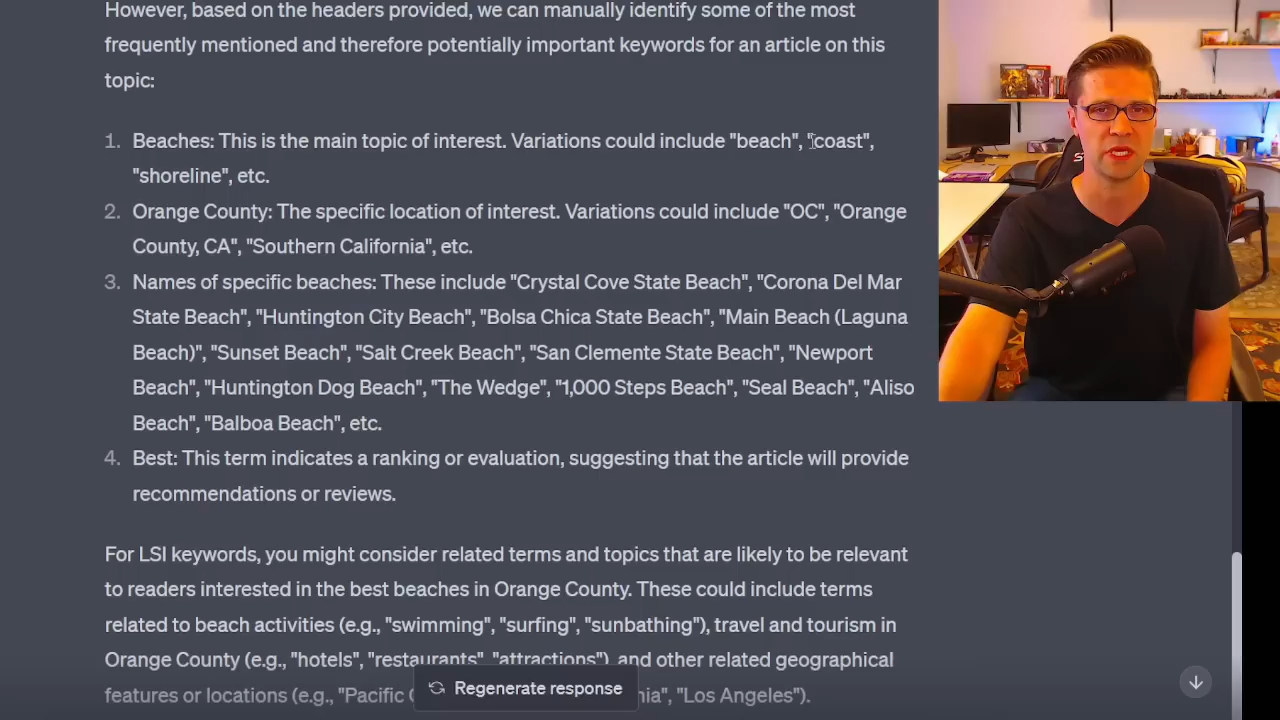 However, based on the headers provided, we can manually identify some of the most
frequently mentioned and therefore potentially important keywords for an article on this
topic:
1. Beaches: This is the main topic of interest. Variations could include "beach", "coast",
"shoreline", etc.
2. Orange County: The specific location of interest. Variations could include "OC", "Orange
County, CA", "Southern California", etc.
3. Names of specific beaches: These include "Crystal Cove State Beach", "Corona Del Mar
State Beach", "Huntington City Beach", "Bolsa Chica State Beach", "Main Beach (Laguna
Beach)", "Sunset Beach", "Salt Creek Beach", "San Clemente State Beach", "Newport
Beach", "Huntington Dog Beach", "The Wedge", "1,000 Steps Beach", "Seal Beach", "Aliso
Beach", "Balboa Beach", etc.
4. Best: This term indicates a ranking or evaluation, suggesting that the article will provide
recommendations or reviews.
For LSI keywords, you might consider related terms and topics that are likely to be relevant
to readers interested in the best beaches in Orange County. These could include terms
related to beach activities (e.g., "swimming", "surfing", "sunbathing"), travel and tourism in
Orange County (e.g., "hotels", "restaurants", "attractions"), and other related geographical
features or locations (e.g., "Pacific "Los Angeles").
Regenerate response